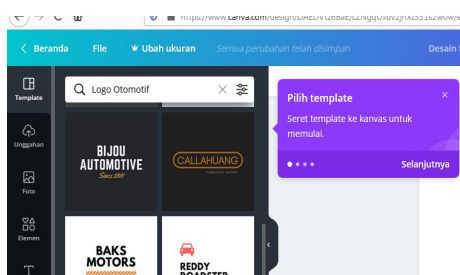 https://www.canva.com/design/
Beranda File Ubah ukuran Semua perubahan telah disimpan Desain
Template
Logo Otomotif
Pilih template
Seret template ke kanvas untuk
memulai.
Selanjutnya
Unggahan
BIJOU
AUTOMOTIVE
Since 2001
CALLAHUANG
Foto
Elemen
BAKS
MOTORS
REDDY
ROADSTER